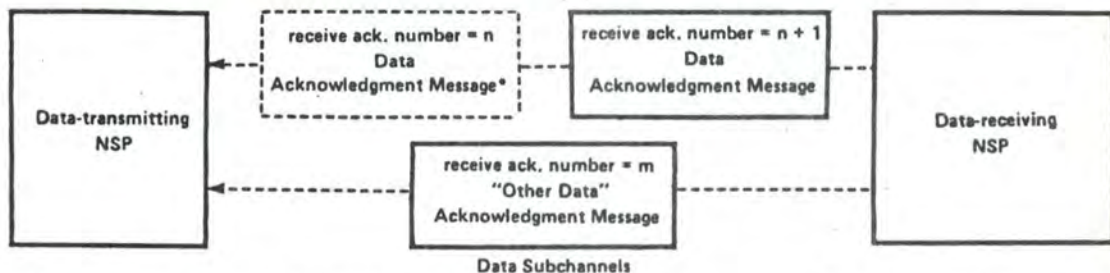 receive ack. number = n
Data
Acknowledgment Message*
receive ack. number = n + 1
Data
Acknowledgment Message
Data-transmitting
NSP
Data-receiving
NSP
receive ack. number = m
"Other Data"
Acknowledgment Message
Data Subchannels